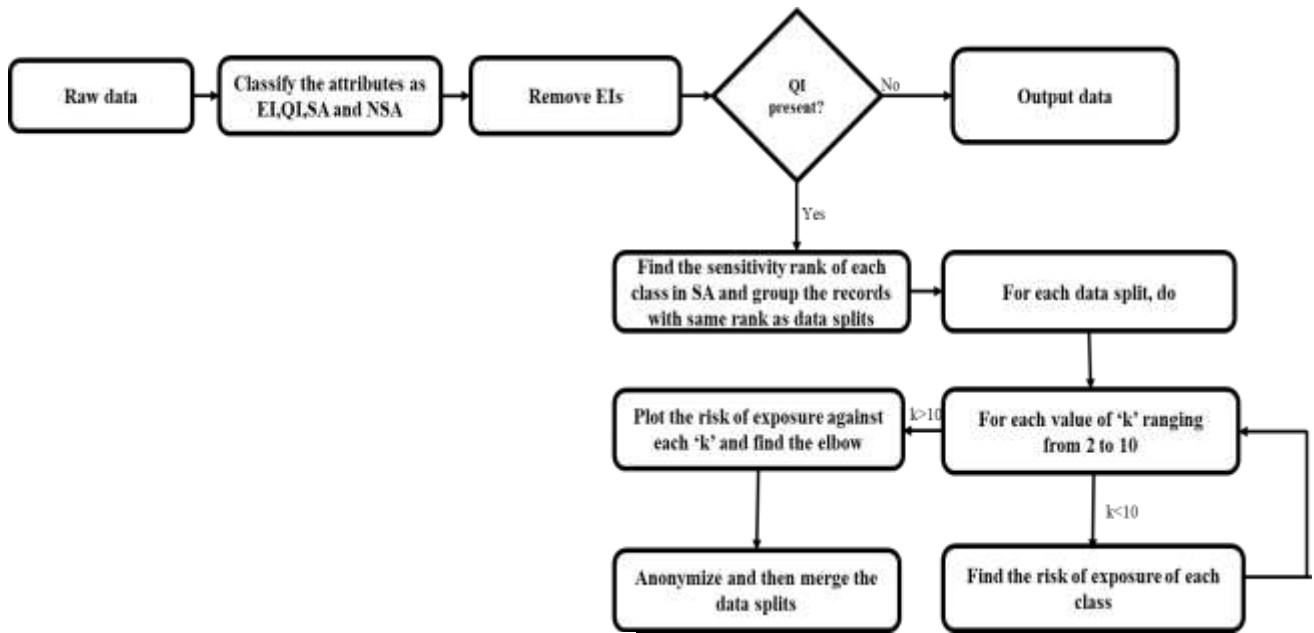 Raw data
Classify the attributes as
EI,QI,SA and NSA
Remove EIs
QI
present?
No
Output data
Yes
Find the sensitivity rank of each
class in SA and group the records
with same rank as data splits
For each data split, do
Plot the risk of exposure against
each ‘k’ and find the elbow
k>10
For each value of ‘k’ ranging
from 2 to 10
k<10
Anonymize and then merge the
data splits
Find the risk of exposure of each
class